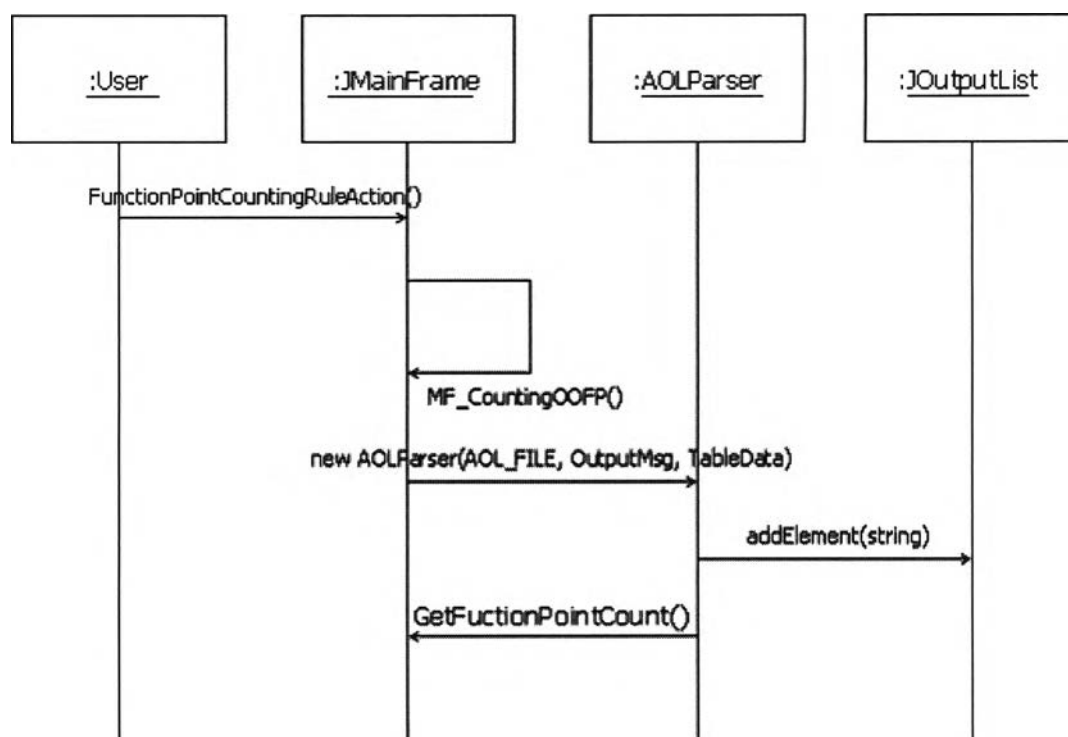 :User
:JMainFrame
:AOLParser
:JOutputList
FunctionPointCountingRuleAction()
MF_CountingOOFP()
new AOLParser(AOL_FILE, OutputMsg, TableData)
addElement(string)
GetFuctionPointCount()